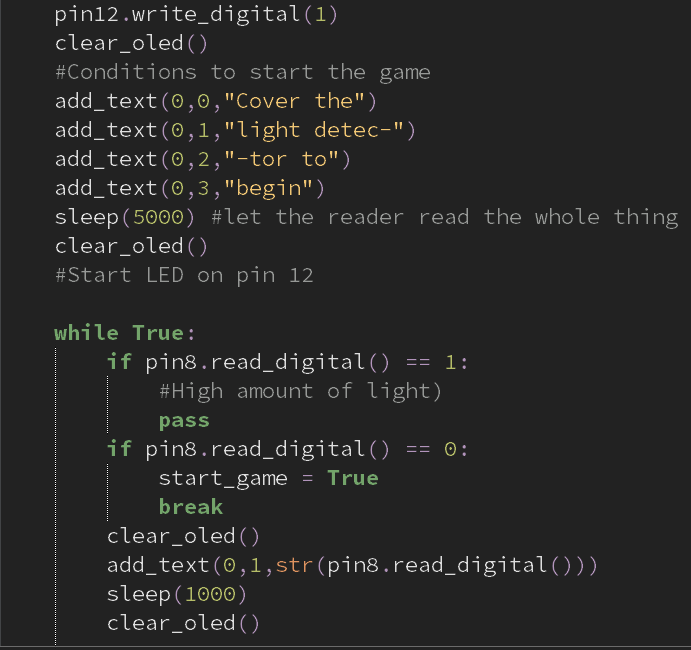 pin12.write_digital(1)
clear_oled()
#Conditions to start the game
add_text(0,0,"Cover the")
add_text(0,1,"light detec-")
add_text(0,2,"-tor to")
add_text(0,3,"begin")
sleep(5000) #let the reader read the whole thing
clear_oled()
#Start LED on pin 12

while True:
    if pin8.read_digital() == 1:
        #High amount of light)
        pass
    if pin8.read_digital() == 0:
        start_game = True
        break
    clear_oled()
    add_text(0,1,str(pin8.read_digital()))
    sleep(1000)
    clear_oled()